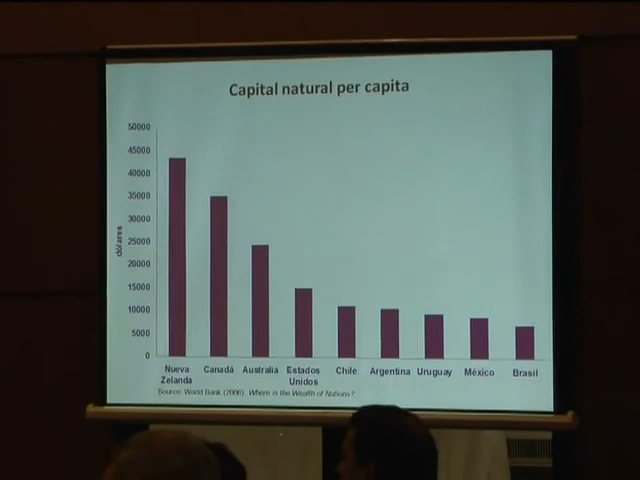 Capital natural per capita
50000
45000
40000
35000
30000
25000
20000
15000
10000
5000
0
dólares
Nueva Zelanda
Canadá
Australia
Estados Unidos
Chile
Argentina
Uruguay
México
Brasil
Source: World Bank (2006): Where is the Wealth of Nations?